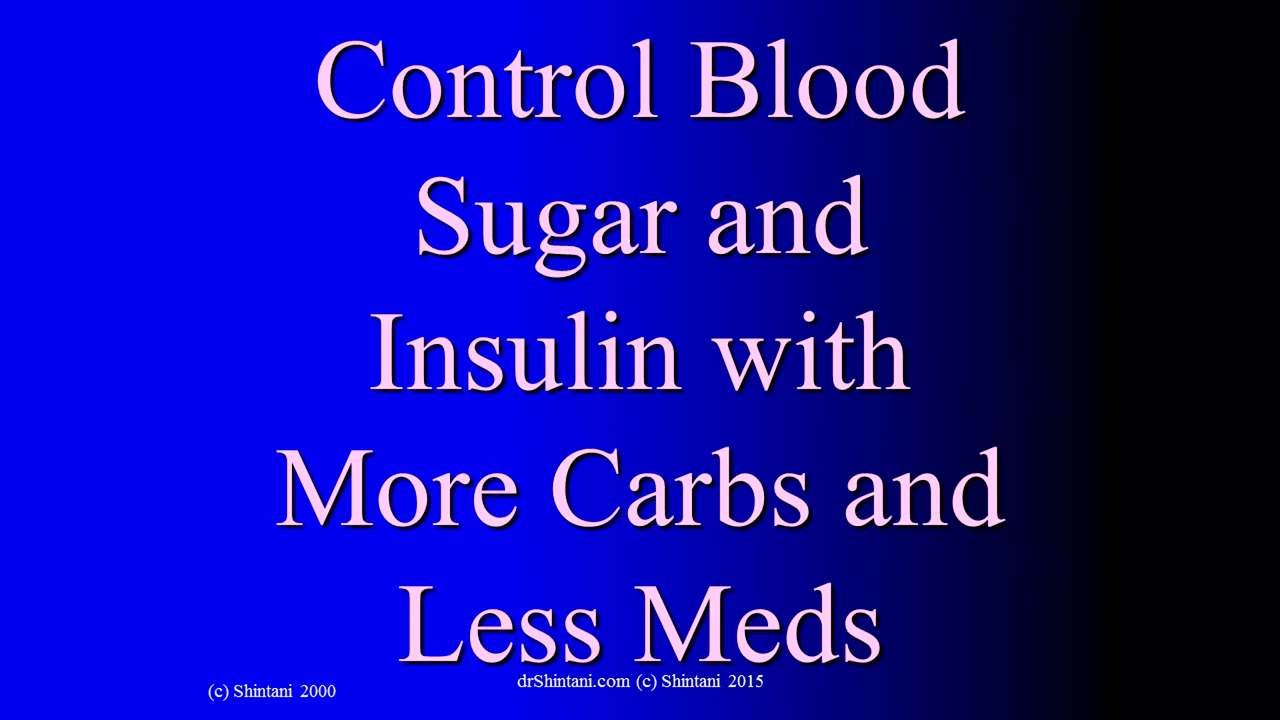 Control Blood
Sugar and
Insulin with
More Carbs and
Less Meds
drShintani.com (c) Shintani 2015
(c) Shintani 2000